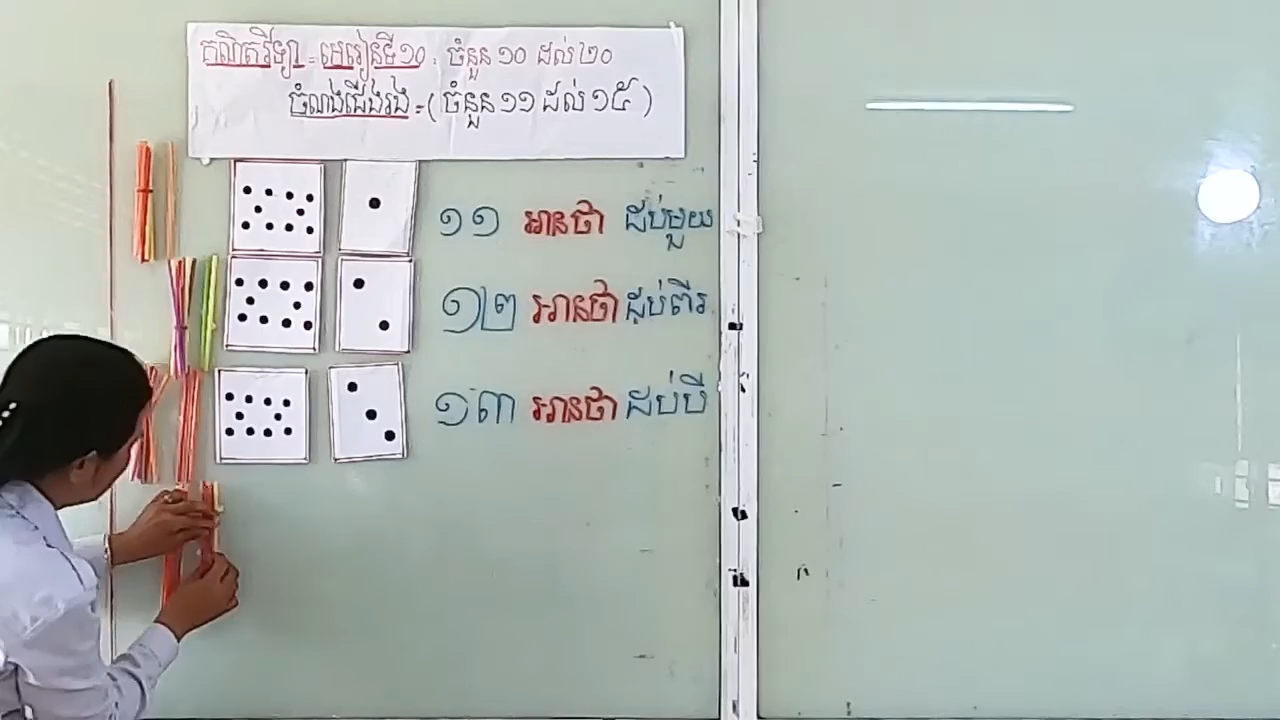 គណិតវិទ្យា = មេរៀនទី១០ : ចំនួន ១០ ដល់ ២០
ចំណងជើងរង = ( ចំនួន ១១ ដល់ ១៥ )
១១ អានថា ដប់មួយ
១២ អានថា ដប់ពីរ
១៣ អានថា ដប់បី